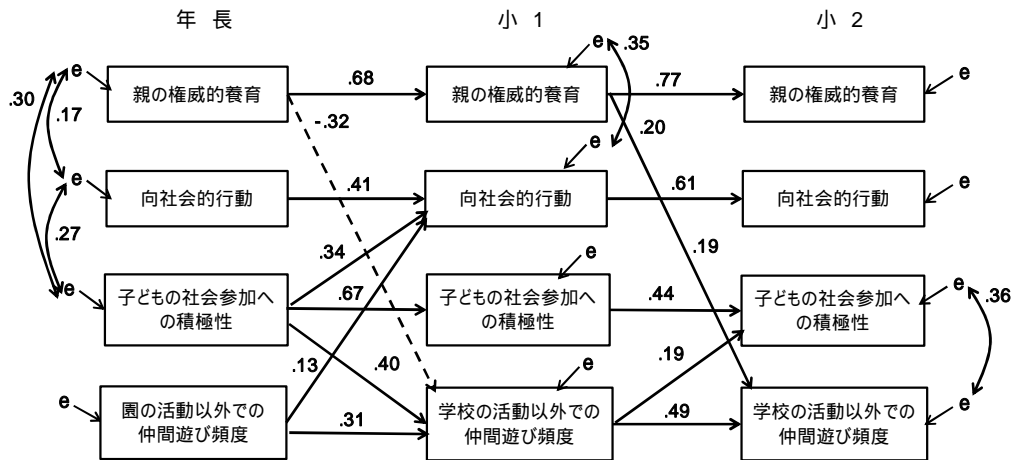 年 長 小 1 小 2
e e .35
.30 親の権威的養育 .68 親の権威的養育 .77 親の権威的養育 e
.17 -.32 .20
e
e 向社会的行動 .41 向社会的行動 .61 向社会的行動 e
.27 .34 .19
e
e 子どもの社会参加へ .67 子どもの社会参加へ .44 子どもの社会参加へ e .36
の積極性 の積極性 の積極性
.13 .40 .19
e
e 園の活動以外での .31 学校の活動以外での .49 学校の活動以外での e
仲間遊び頻度 仲間遊び頻度 仲間遊び頻度